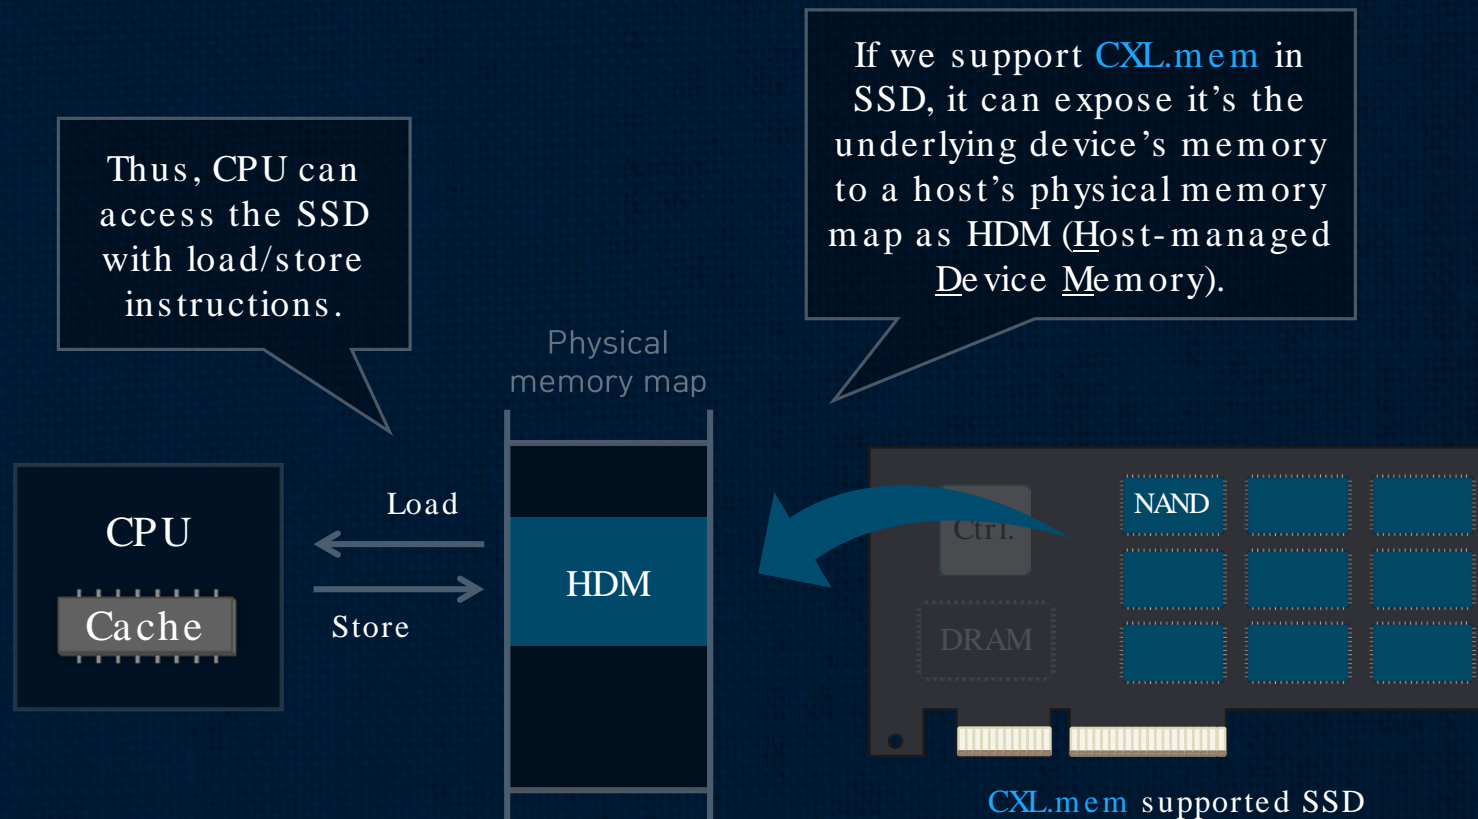 If we support CXL.mem in
SSD, it can expose it's the
underlying device's memory
to a host's physical memory
map as HDM (Host-managed
Device Memory).
Thus, CPU can
access the SSD
with load/store
instructions.
Physical
memory map
CPU
Cache
Load
Store
HDM
Ctrl.
DRAM
NAND
CXL.mem supported SSD